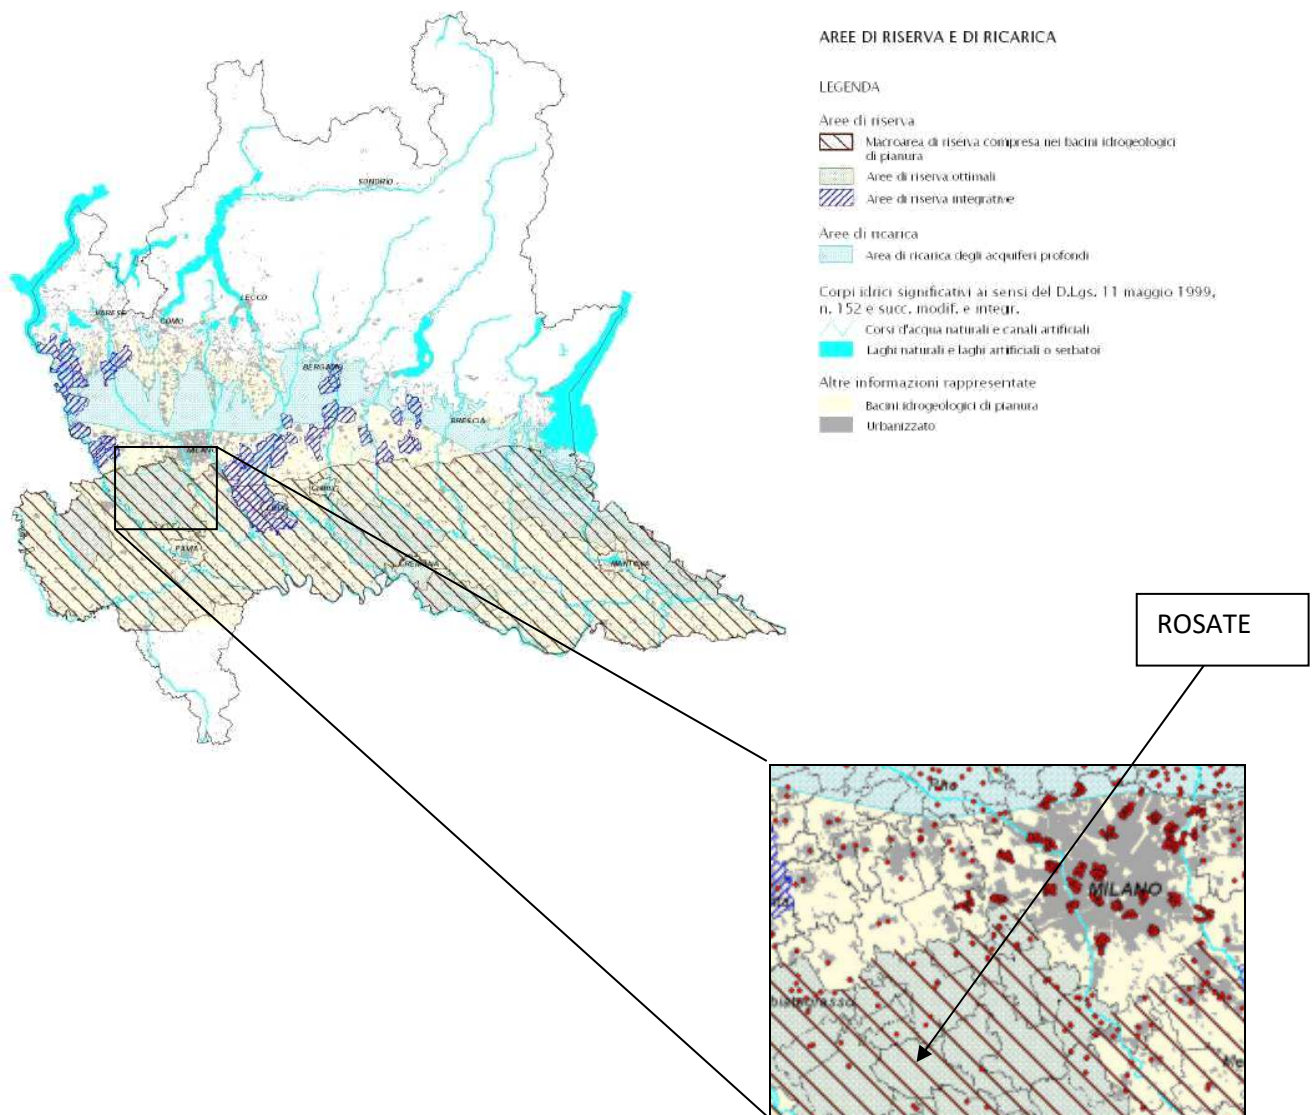 AREE DI RISERVA E DI RICARICA
LEGENDA
Aree di riserva
Macroarea di riserva compresa nei bacini idrogeologici
di pianura
Aree di riserva ottimali
Aree di riserva integrative
Aree di ricarica
Area di ricarica degli acquiferi profondi
Corpi idrici significativi ai sensi del D.Lgs. 11 maggio 1999,
n. 152 e succ. modif. e integr.
Corsi d'acqua naturali e canali artificiali
Laghi naturali e laghi artificiali o serbatoi
Altre informazioni rappresentate
Bacini idrogeologici di pianura
Urbanizzato
SONDRIO
LECCO
VARESE
COMO
BERGAMO
BRESCIA
MILANO
LODI
PAVIA
CREMONA
MANTOVA
ROSATE
Rho
MILANO